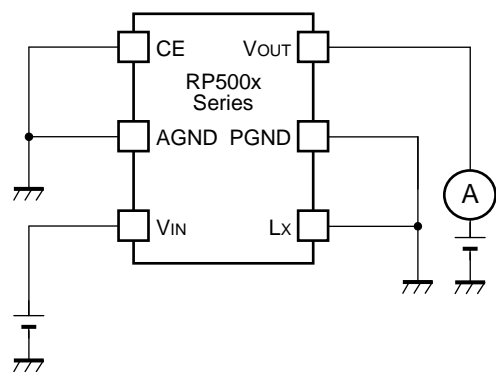 CE VOUT
RP500x
Series
AGND PGND
A
VIN LX